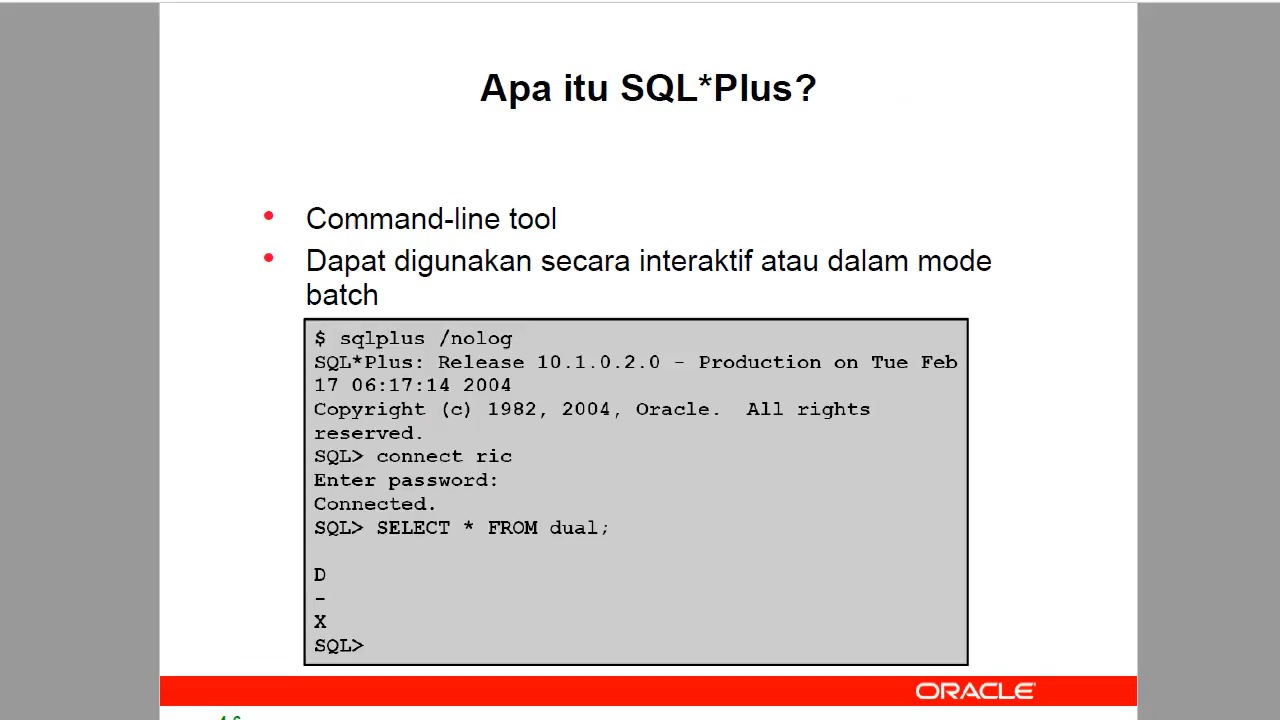 Apa itu SQL*Plus?
• Command-line tool
• Dapat digunakan secara interaktif atau dalam mode
batch
$ sqlplus /nolog
SQL*Plus: Release 10.1.0.2.0 - Production on Tue Feb
17 06:17:14 2004
Copyright (c) 1982, 2004, Oracle.  All rights
reserved.
SQL> connect ric
Enter password:
Connected.
SQL> SELECT * FROM dual;
D
-
X
SQL>
ORACLE